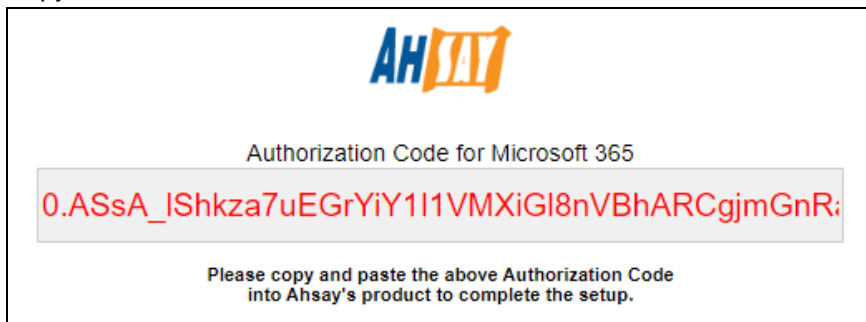 AHSAY
Authorization Code for Microsoft 365
0.ASsA_lShkza7uEGrYiY1I1VMXiGl8nVBhARCgjmGnRa
Please copy and paste the above Authorization Code
into Ahsay's product to complete the setup.